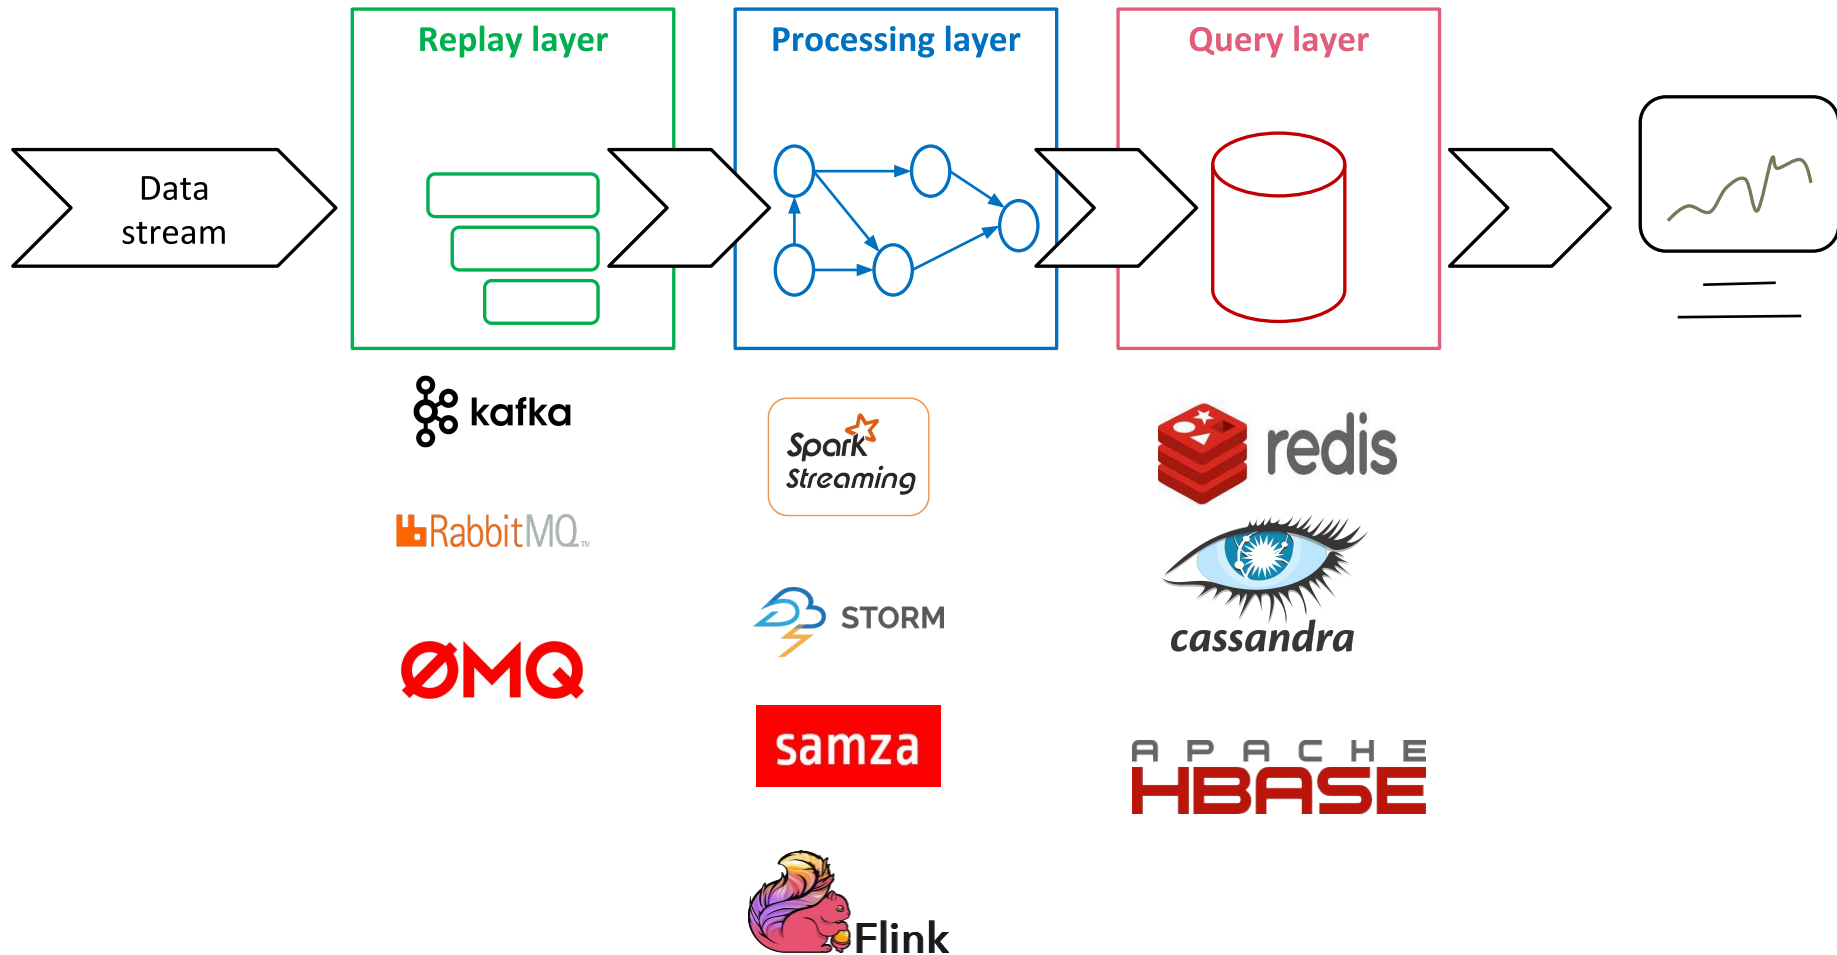 Replay layer
Processing layer
Query layer
Data
stream
kafka
RabbitMQ™
ØMQ
Spark
Streaming
STORM
samza
Flink
redis
cassandra
APACHE
HBASE